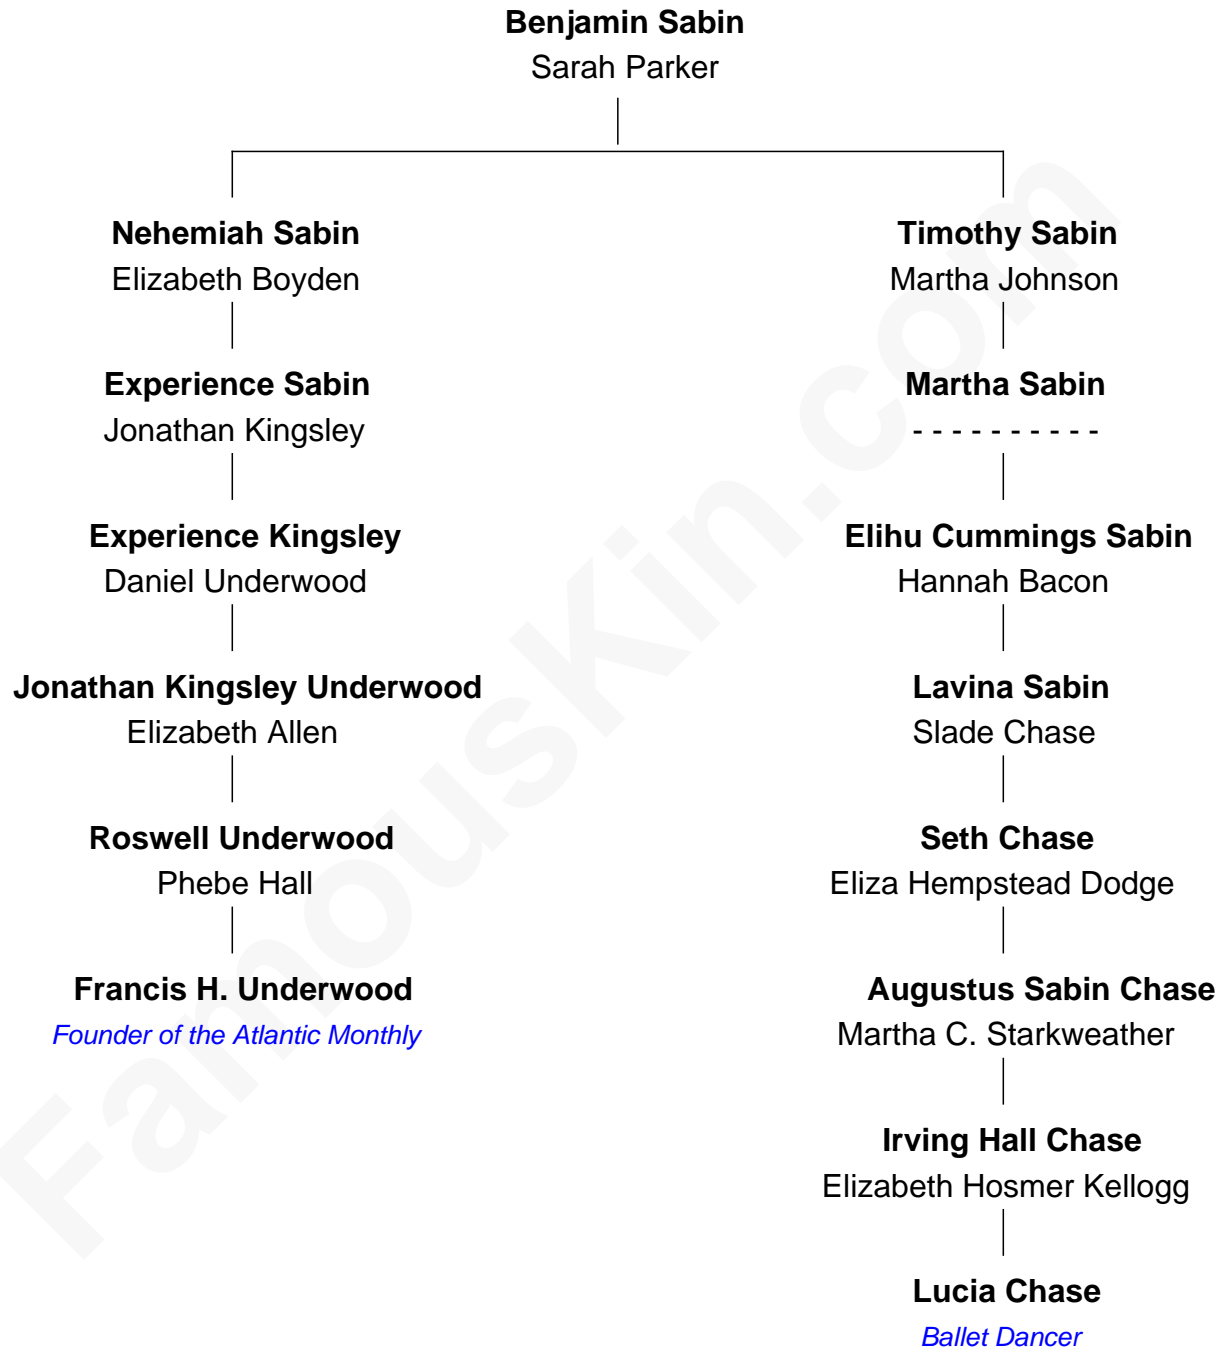 Benjamin Sabin
Sarah Parker
Nehemiah Sabin
Elizabeth Boyden
Experience Sabin
Jonathan Kingsley
Experience Kingsley
Daniel Underwood
Jonathan Kingsley Underwood
Elizabeth Allen
Roswell Underwood
Phebe Hall
Francis H. Underwood
Founder of the Atlantic Monthly
Timothy Sabin
Martha Johnson
Martha Sabin
- - - - - - - - - -
Elihu Cummings Sabin
Hannah Bacon
Lavina Sabin
Slade Chase
Seth Chase
Eliza Hempstead Dodge
Augustus Sabin Chase
Martha C. Starkweather
Irving Hall Chase
Elizabeth Hosmer Kellogg
Lucia Chase
Ballet Dancer
FamousKin.com